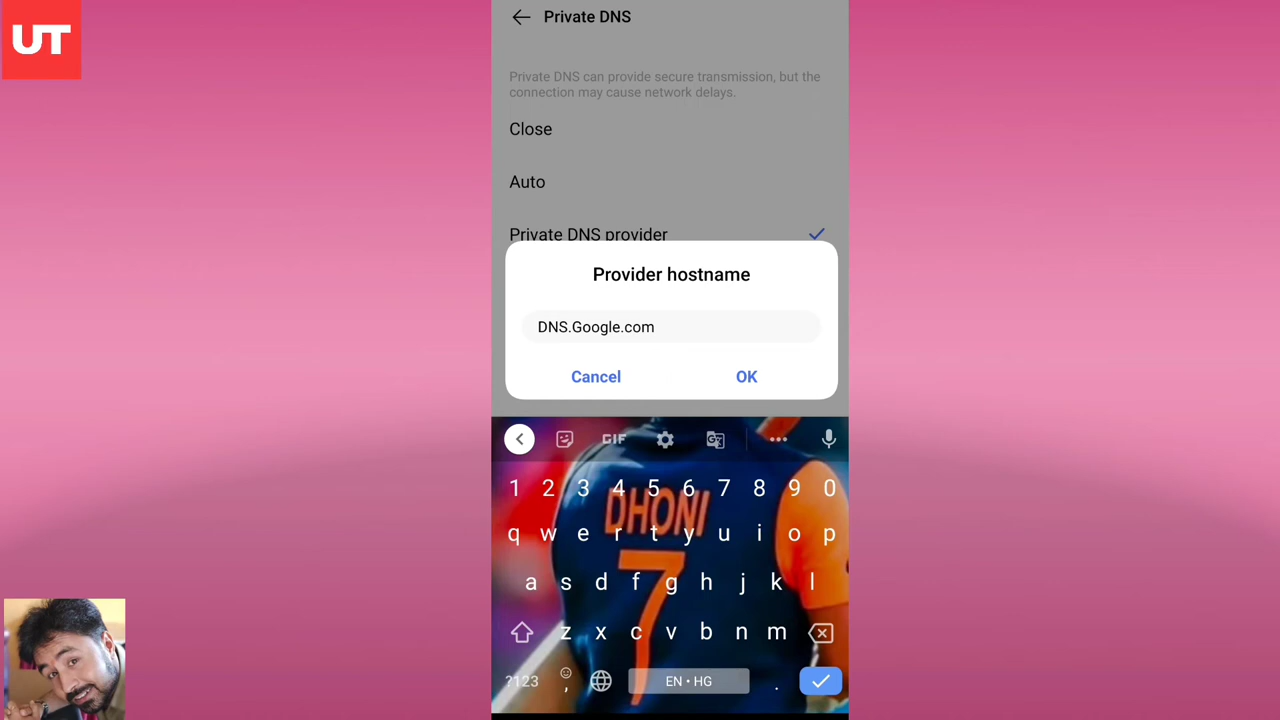 UT
Private DNS
Private DNS can provide secure transmission, but the
connection may cause network delays.
Close
Auto
Private DNS provider
Provider hostname
DNS.Google.com
Cancel
OK
GIF
DHONI
7
1 2 3 4 5 6 7 8 9 0
q w e r t y u i o p
a s d f g h j k l
z x c v b n m
?123 , EN • HG .